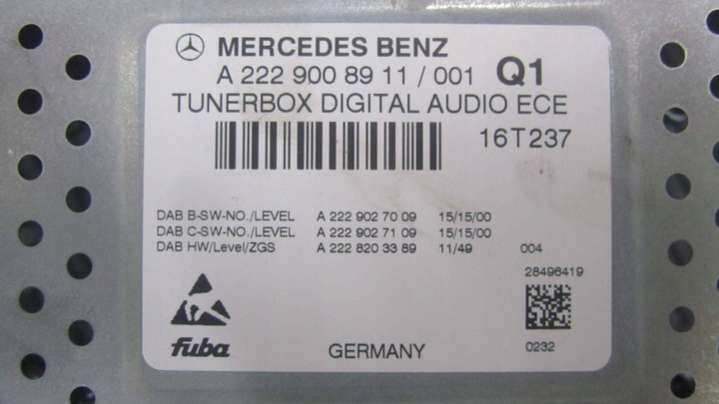 MERCEDES BENZ
A 222 900 89 11 / 001 Q1
TUNERBOX DIGITAL AUDIO ECE
16T237
DAB B-SW-NO./LEVEL A 222 902 70 09 15/15/00
DAB C-SW-NO./LEVEL A 222 902 71 09 15/15/00
DAB HW/Level/ZGS A 222 820 33 89 11/49 004
28496419
fuba GERMANY 0232